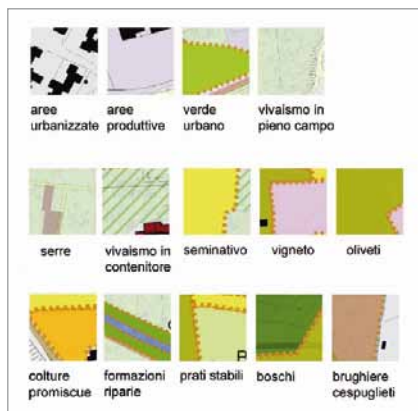 aree urbanizzate
aree produttive
verde urbano
vivaismo in pieno campo
serre
vivaismo in contenitore
seminativo
vigneto
oliveti
colture promiscue
formazioni riparie
prati stabili
boschi
brughiere cespuglieti